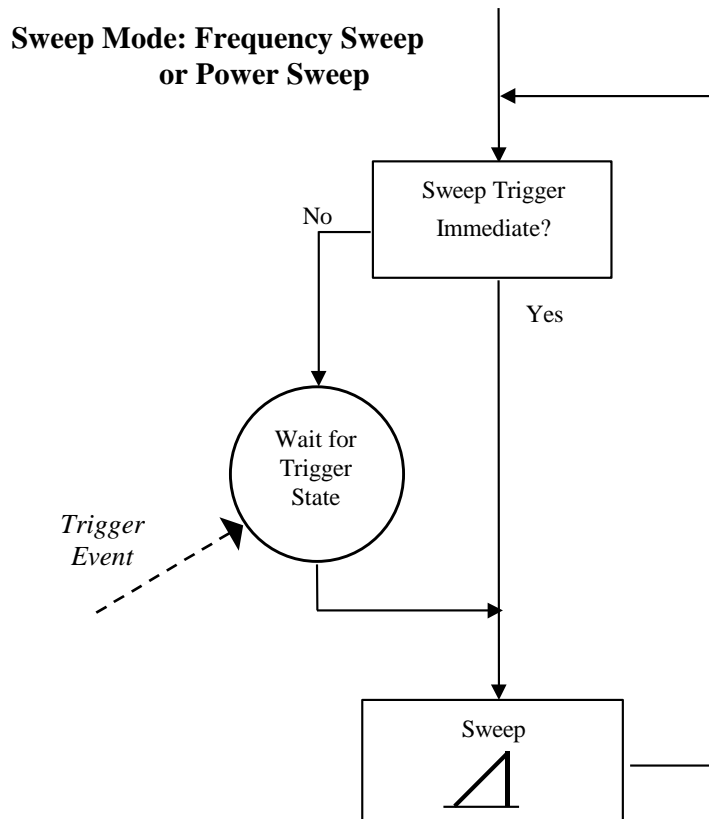 Sweep Mode: Frequency Sweep
or Power Sweep
Sweep Trigger
Immediate?
No
Yes
Wait for
Trigger
State
Trigger
Event
Sweep